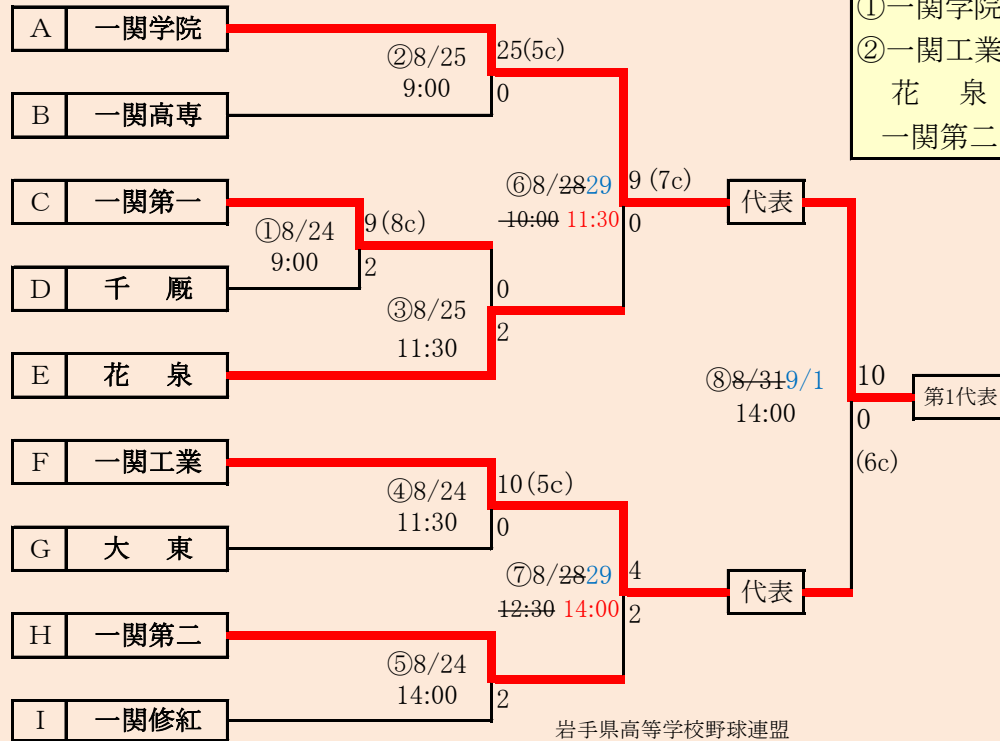 ①一関学院
②一関工業
花 泉
一関第二
A 一関学院
②8/25
9:00
25(5c)
0
B 一関高専
C 一関第一
①8/24
9:00
9(8c)
2
D 千 厩
③8/25
11:30
0
2
E 花 泉
⑥8/2829
10:00 11:30
9 (7c)
0
代表
F 一関工業
④8/24
11:30
10(5c)
0
G 大 東
⑦8/2829
12:30 14:00
4
2
代表
H 一関第二
⑤8/24
14:00
2
I 一関修紅
⑧8/319/1
14:00
10
0
(6c)
第1代表
岩手県高等学校野球連盟